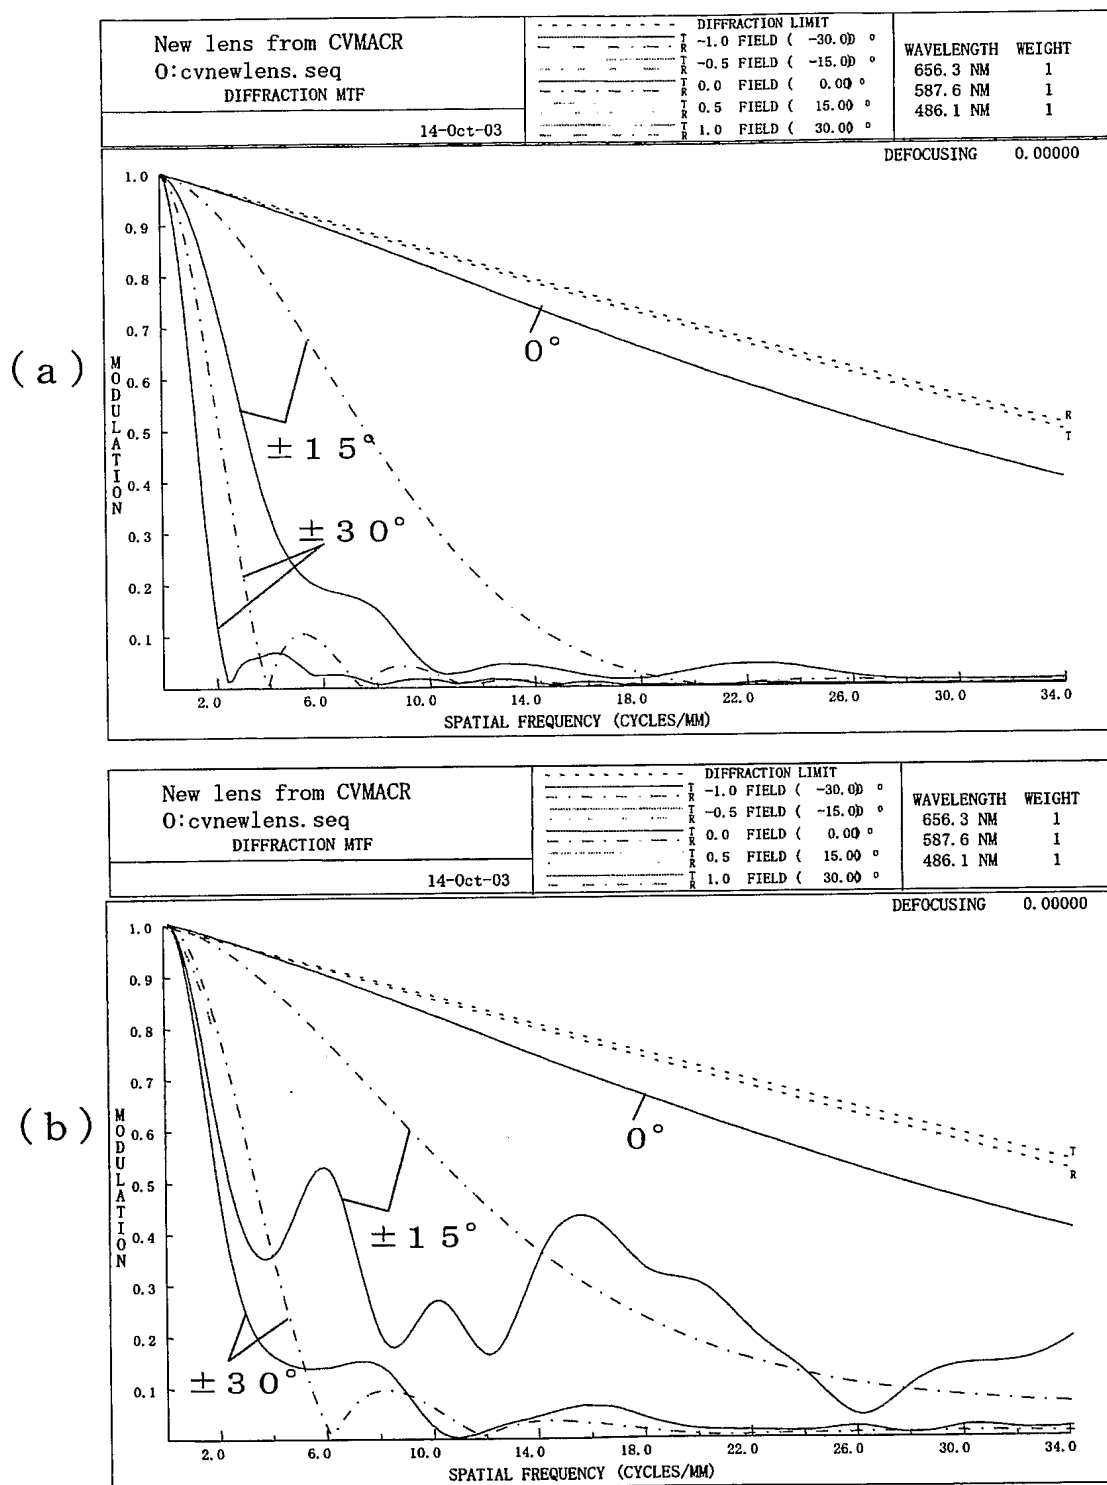 (a)
New lens from CVMACR
O:cvnewlens.seq
DIFFRACTION MTF
14-Oct-03
DIFFRACTION LIMIT
T R -1.0 FIELD ( -30.00) °
T R -0.5 FIELD ( -15.00) °
T R 0.0 FIELD ( 0.00) °
T R 0.5 FIELD ( 15.00) °
T R 1.0 FIELD ( 30.00) °
WAVELENGTH WEIGHT
656.3 NM 1
587.6 NM 1
486.1 NM 1
DEFOCUSING 0.00000
MODULATION
1.0
0.9
0.8
0.7
0.6
0.5
0.4
0.3
0.2
0.1
0°
±15°
±30°
R
T
2.0 6.0 10.0 14.0 18.0 22.0 26.0 30.0 34.0
SPATIAL FREQUENCY (CYCLES/MM)
(b)
New lens from CVMACR
O:cvnewlens.seq
DIFFRACTION MTF
14-Oct-03
DIFFRACTION LIMIT
T R -1.0 FIELD ( -30.00) °
T R -0.5 FIELD ( -15.00) °
T R 0.0 FIELD ( 0.00) °
T R 0.5 FIELD ( 15.00) °
T R 1.0 FIELD ( 30.00) °
WAVELENGTH WEIGHT
656.3 NM 1
587.6 NM 1
486.1 NM 1
DEFOCUSING 0.00000
MODULATION
1.0
0.9
0.8
0.7
0.6
0.5
0.4
0.3
0.2
0.1
0°
±15°
±30°
T
R
2.0 6.0 10.0 14.0 18.0 22.0 26.0 30.0 34.0
SPATIAL FREQUENCY (CYCLES/MM)